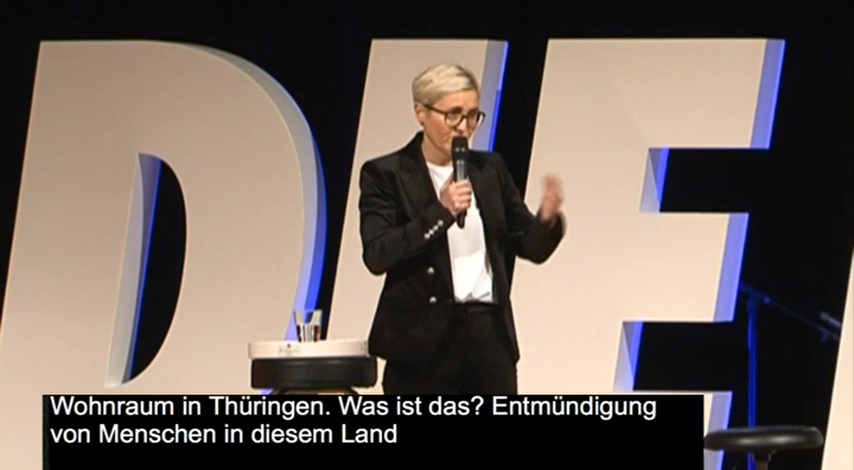 DIE
Wohnraum in Thüringen. Was ist das? Entmündigung
von Menschen in diesem Land